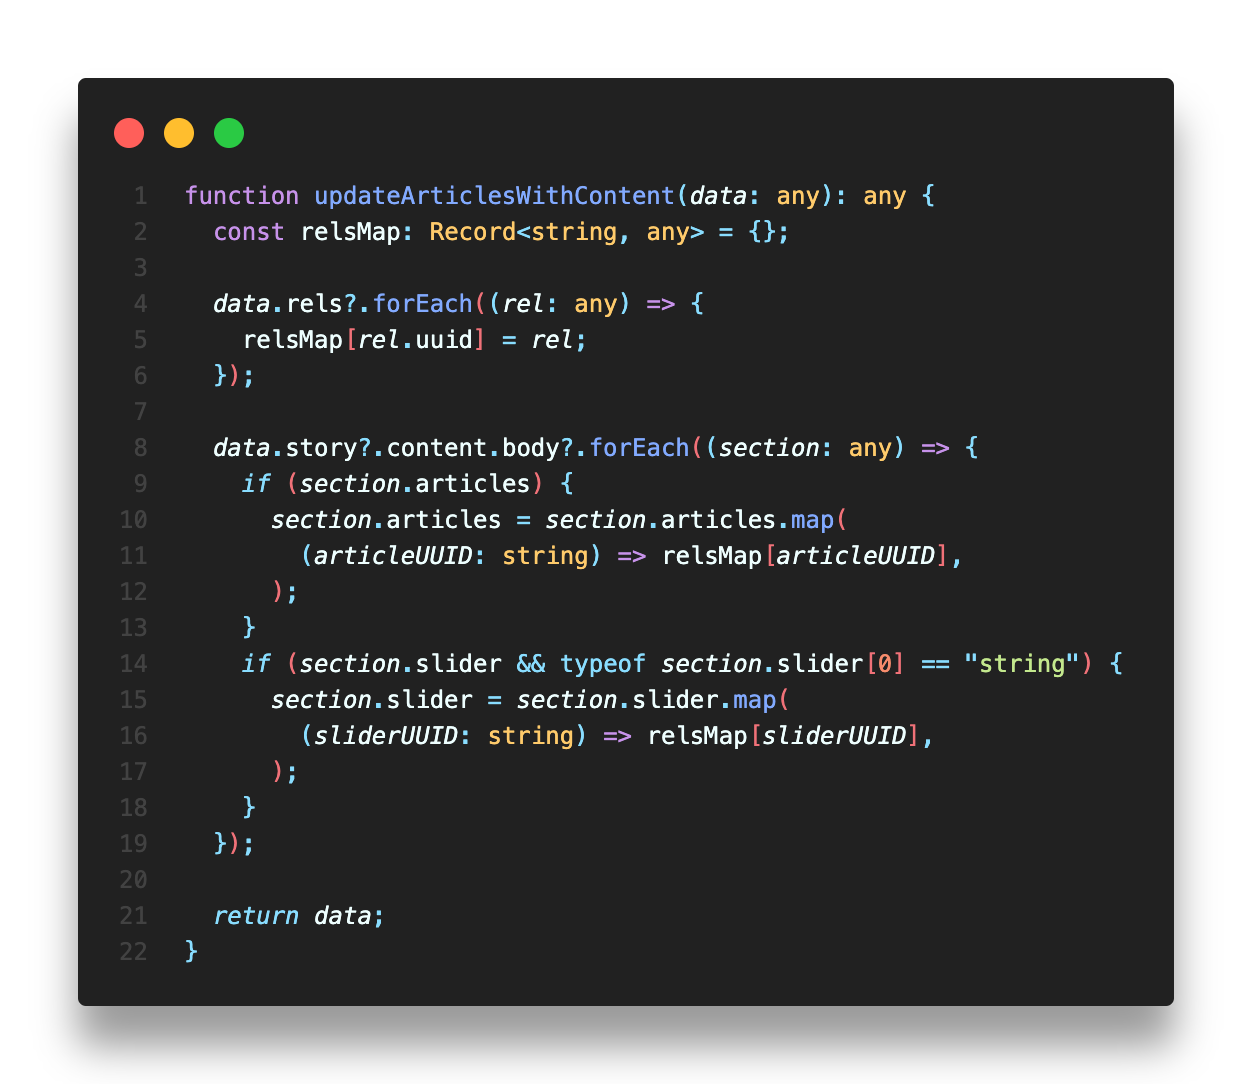 1 function updateArticlesWithContent(data: any): any {
2   const relsMap: Record<string, any> = {};
3
4   data.rels?.forEach((rel: any) => {
5     relsMap[rel.uuid] = rel;
6   });
7
8   data.story?.content.body?.forEach((section: any) => {
9     if (section.articles) {
10       section.articles = section.articles.map(
11         (articleUUID: string) => relsMap[articleUUID],
12       );
13     }
14     if (section.slider && typeof section.slider[0] == "string") {
15       section.slider = section.slider.map(
16         (sliderUUID: string) => relsMap[sliderUUID],
17       );
18     }
19   });
20
21   return data;
22 }